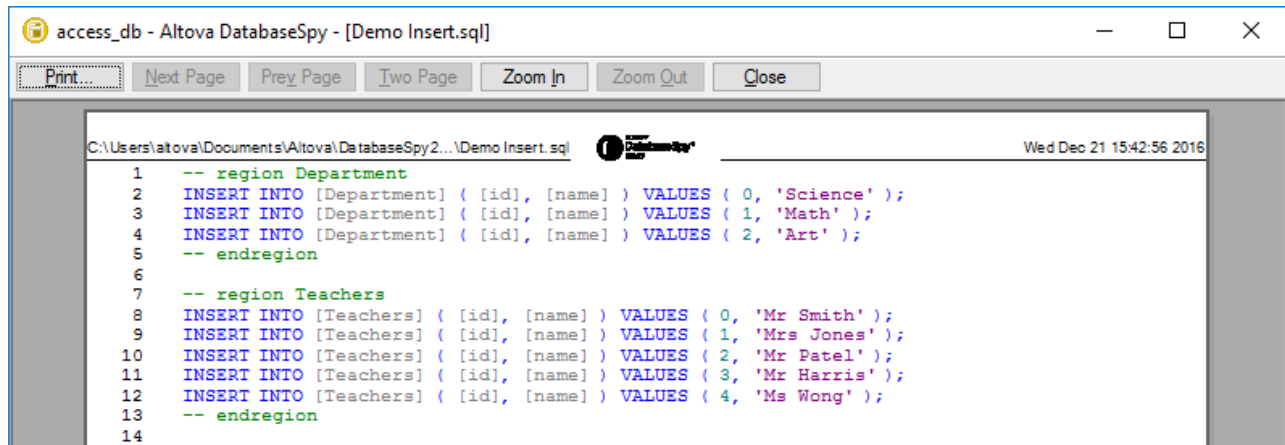 access_db - Altova DatabaseSpy - [Demo Insert.sql]
Print... Next Page Prev Page Two Page Zoom In Zoom Out Close
C:\Users\altova\Documents\Altova\DatabaseSpy2...\Demo Insert.sql DatabaseSpy® Wed Dec 21 15:42:56 2016
1 -- region Department
2 INSERT INTO [Department] ( [id], [name] ) VALUES ( 0, 'Science' );
3 INSERT INTO [Department] ( [id], [name] ) VALUES ( 1, 'Math' );
4 INSERT INTO [Department] ( [id], [name] ) VALUES ( 2, 'Art' );
5 -- endregion
6
7 -- region Teachers
8 INSERT INTO [Teachers] ( [id], [name] ) VALUES ( 0, 'Mr Smith' );
9 INSERT INTO [Teachers] ( [id], [name] ) VALUES ( 1, 'Mrs Jones' );
10 INSERT INTO [Teachers] ( [id], [name] ) VALUES ( 2, 'Mr Patel' );
11 INSERT INTO [Teachers] ( [id], [name] ) VALUES ( 3, 'Mr Harris' );
12 INSERT INTO [Teachers] ( [id], [name] ) VALUES ( 4, 'Ms Wong' );
13 -- endregion
14